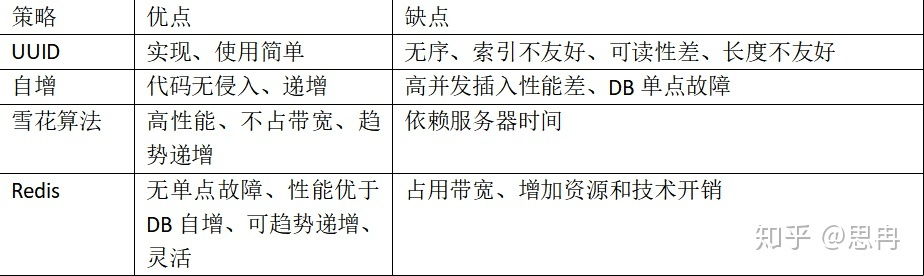 策略 优点 缺点
UUID 实现、使用简单 无序、索引不友好、可读性差、长度不友好
自增 代码无侵入、递增 高并发插入性能差、DB 单点故障
雪花算法 高性能、不占带宽、趋 依赖服务器时间
势递增
Redis 无单点故障、性能优于 占用带宽、增加资源和技术开销
DB 自增、可趋势递增、
灵活
知乎 @思冉